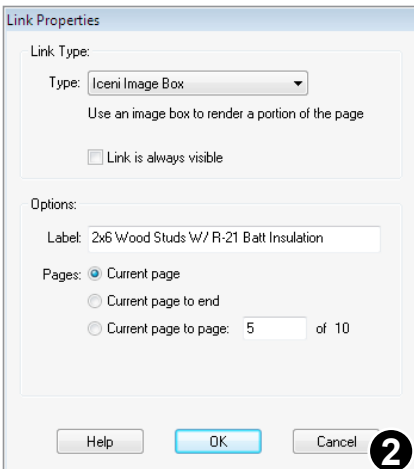 Link Properties
Link Type:
Type: Iceni Image Box
Use an image box to render a portion of the page
Link is always visible
Options:
Label: 2x6 Wood Studs W/ R-21 Batt Insulation
Pages: Current page
Current page to end
Current page to page: 5 of 10
Help OK Cancel
2